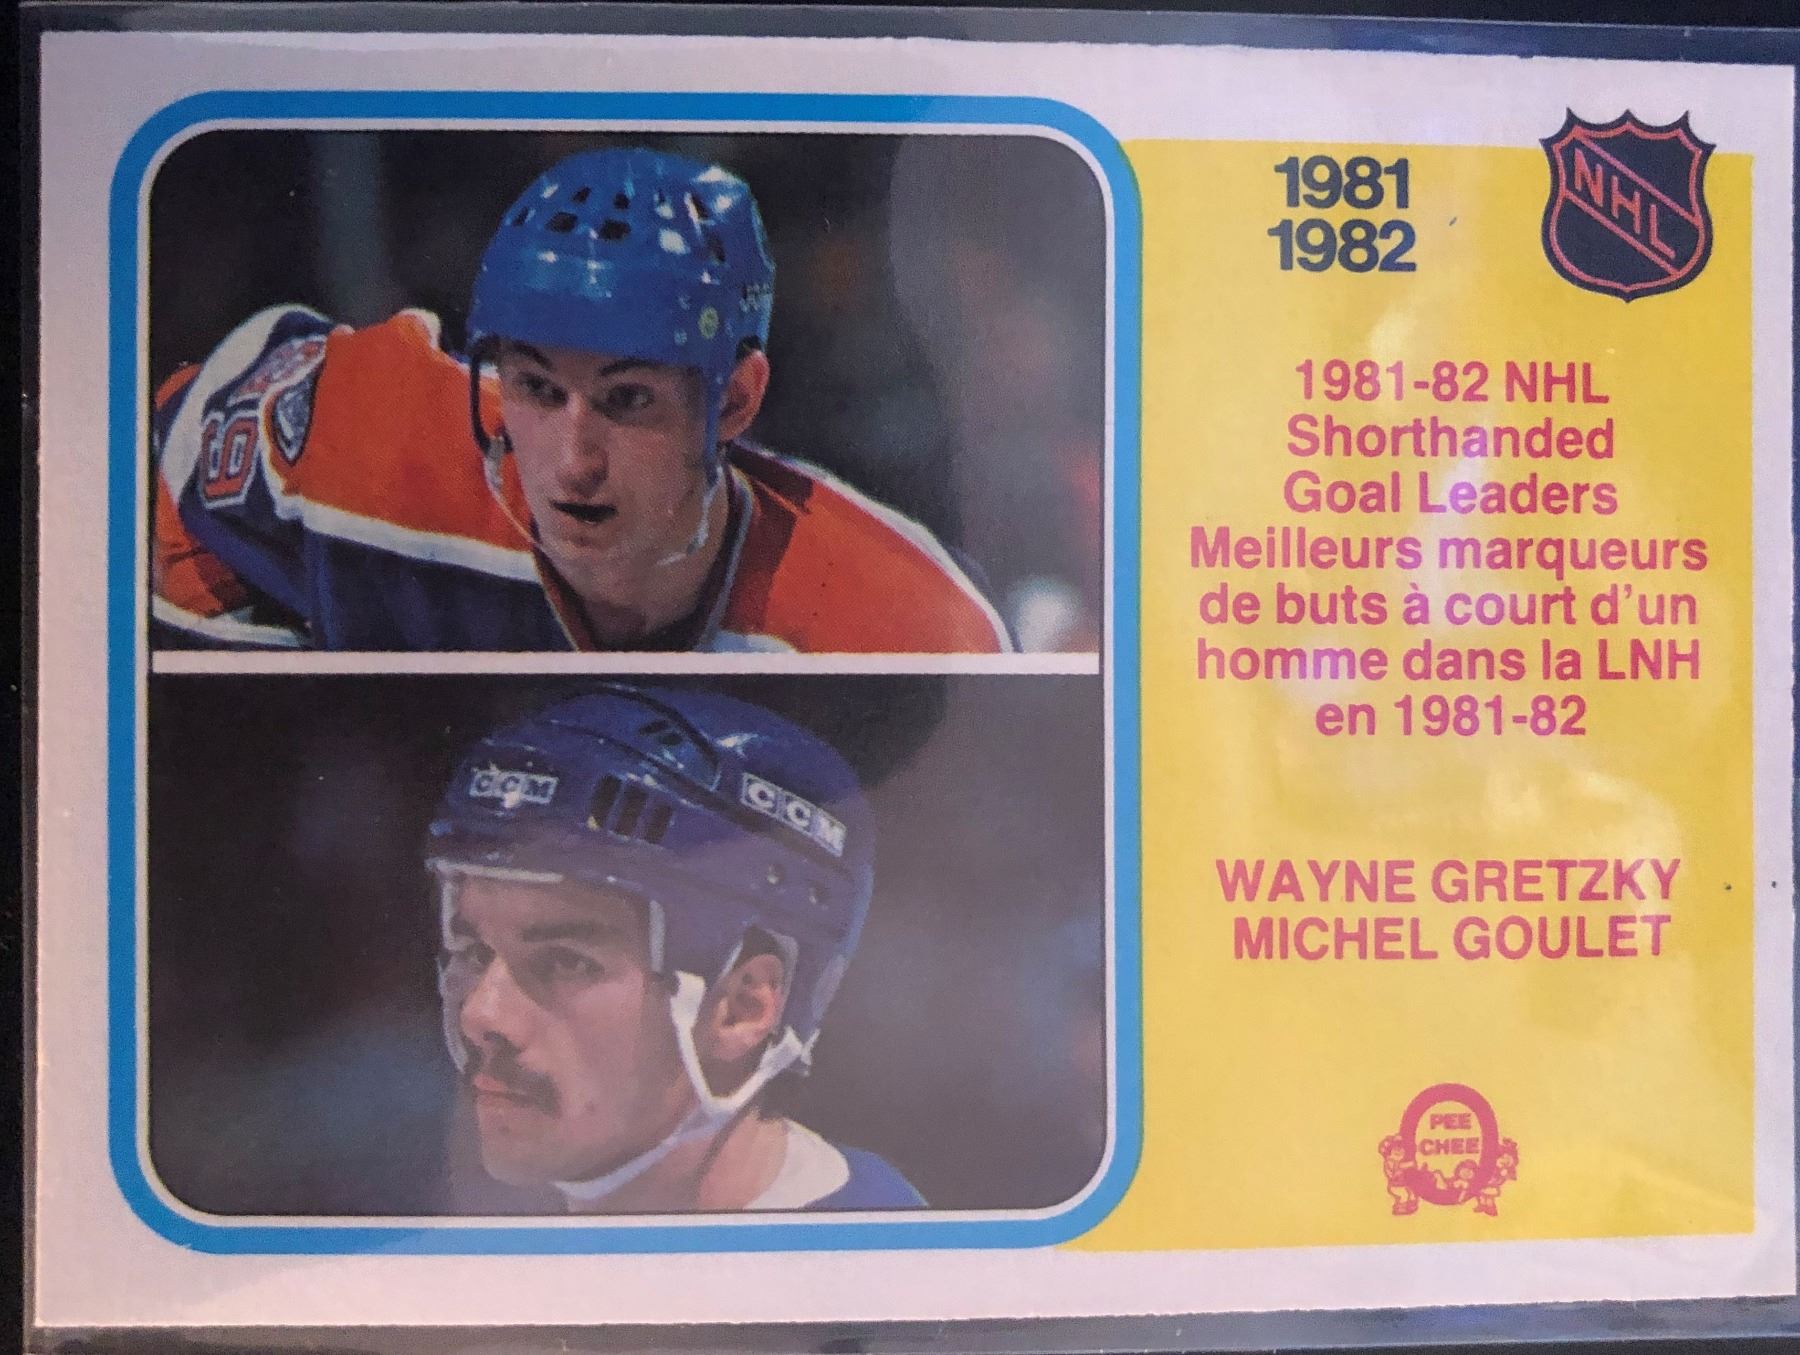 1981
1982
NHL
1981-82 NHL
Shorthanded
Goal Leaders
Meilleurs marqueurs
de buts à court d'un
homme dans la LNH
en 1981-82
WAYNE GRETZKY
MICHEL GOULET
PEE
CHEE
CCM
CCM